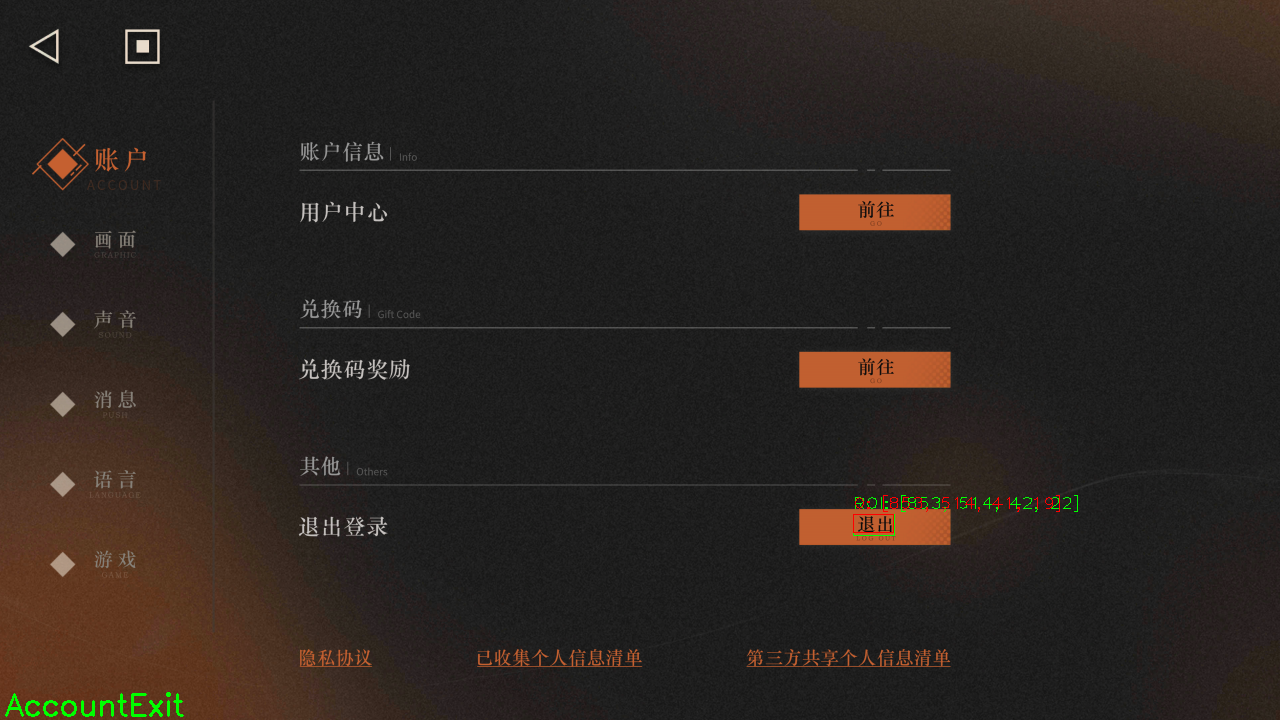 账户
ACCOUNT
画面
GRAPHIC
声音
SOUND
消息
PUSH
语言
LANGUAGE
游戏
GAME
账户信息 | Info
用户中心
前往
GO
兑换码 | Gift Code
兑换码奖励
前往
GO
其他 | Others
ROI: [853, 514, 42, 22]
退出登录
退出
LOG OUT
隐私协议
已收集个人信息清单
第三方共享个人信息清单
AccountExit